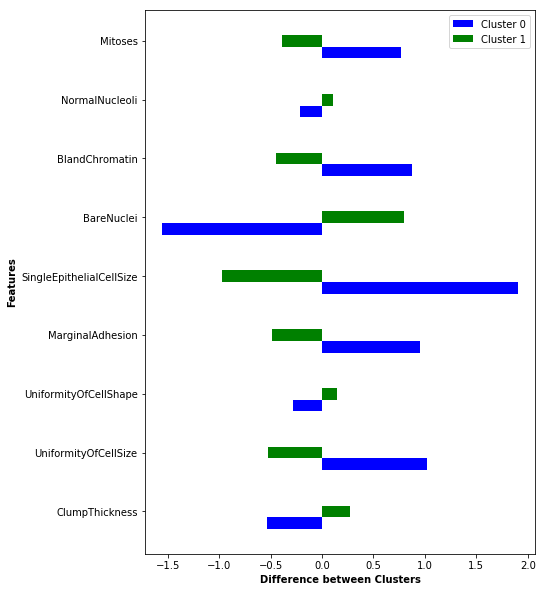 Cluster 0
Cluster 1
Mitoses
NormalNucleoli
BlandChromatin
BareNuclei
SingleEpithelialCellSize
MarginalAdhesion
UniformityOfCellShape
UniformityOfCellSize
ClumpThickness
Features
−1.5 −1.0 −0.5 0.0 0.5 1.0 1.5 2.0
Difference between Clusters